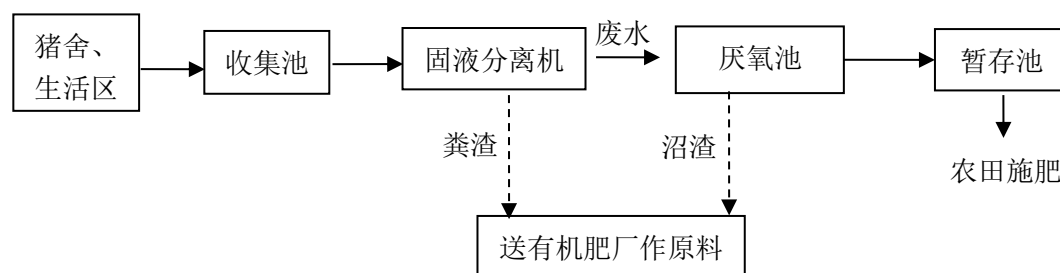 猪舍、
生活区
收集池
固液分离机
废水
厌氧池
暂存池
粪渣
沼渣
农田施肥
送有机肥厂作原料